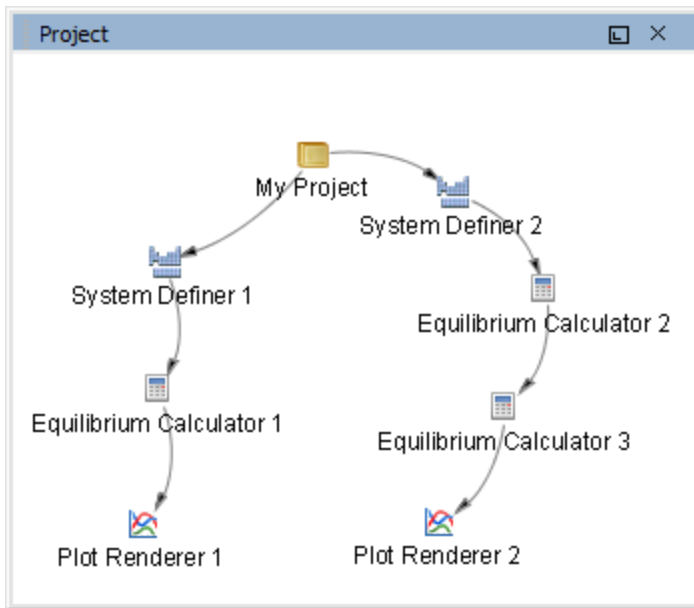 Project
My Project
System Definer 2
System Definer 1
Equilibrium Calculator 2
Equilibrium Calculator 1
Equilibrium Calculator 3
Plot Renderer 1
Plot Renderer 2